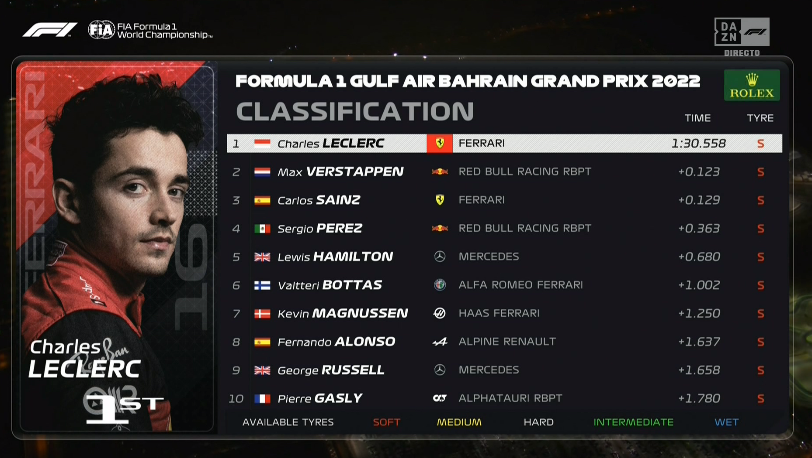 F1 FIA FIA Formula 1
World Championship™
DA
ZN F1
DIRECTO
FORMULA 1 GULF AIR BAHRAIN GRAND PRIX 2022
ROLEX
CLASSIFICATION
TIME TYRE
1 Charles LECLERC FERRARI 1:30.558 S
2 Max VERSTAPPEN RED BULL RACING RBPT +0.123 S
3 Carlos SAINZ FERRARI +0.129 S
4 Sergio PEREZ RED BULL RACING RBPT +0.363 S
5 Lewis HAMILTON MERCEDES +0.680 S
6 Valtteri BOTTAS ALFA ROMEO FERRARI +1.002 S
7 Kevin MAGNUSSEN HAAS FERRARI +1.250 S
8 Fernando ALONSO ALPINE RENAULT +1.637 S
9 George RUSSELL MERCEDES +1.658 S
10 Pierre GASLY ALPHATAURI RBPT +1.780 S
AVAILABLE TYRES SOFT MEDIUM HARD INTERMEDIATE WET
FERRARI
16
Ray-Ban
Charles
LECLERC
1ST